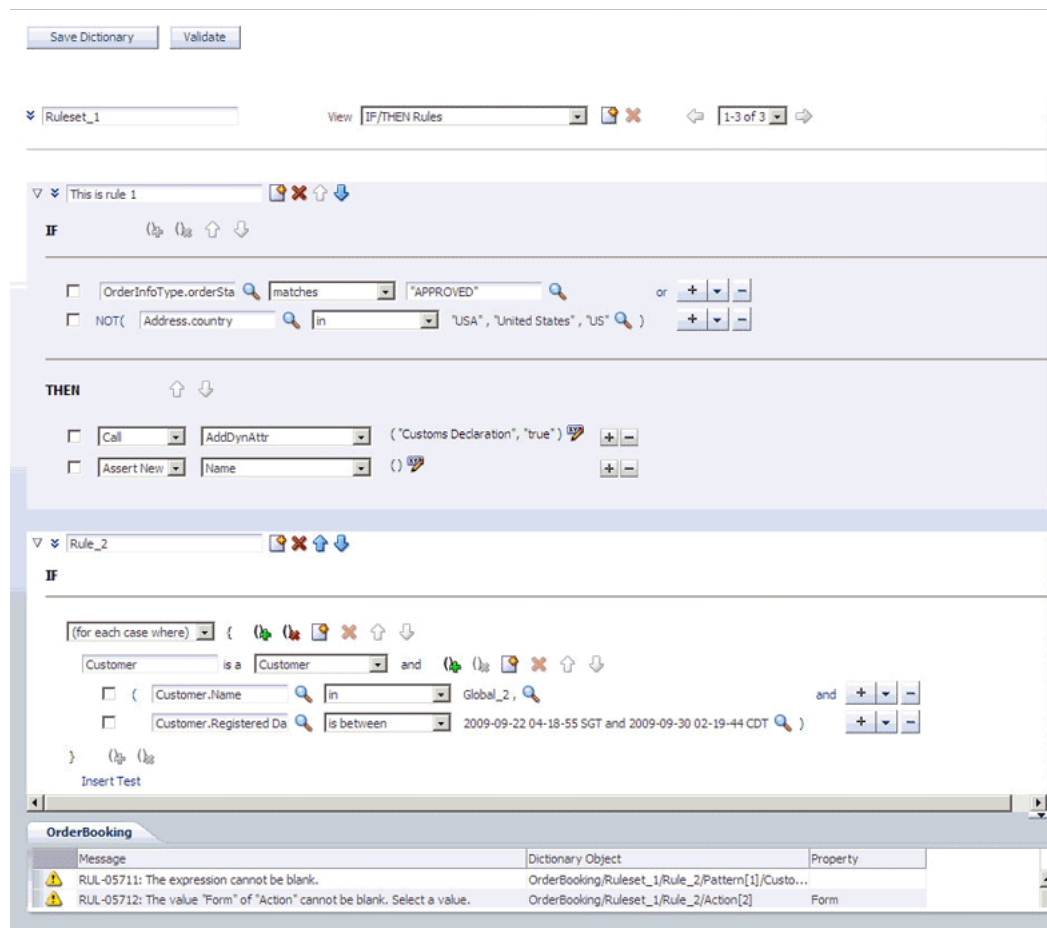 Save Dictionary Validate
Ruleset_1 View IF/THEN Rules 1-3 of 3
This is rule 1
IF
OrderInfoType.orderSta matches "APPROVED" or
NOT( Address.country in "USA" , "United States" , "US" )
THEN
Call AddDynAttr ( "Customs Declaration", "true" )
Assert New Name ()
Rule_2
IF
(for each case where) {
Customer is a Customer and
( Customer.Name in Global_2 , and
Customer.Registered Da is between 2009-09-22 04-18-55 SGT and 2009-09-30 02-19-44 CDT )
}
Insert Test
OrderBooking
Message Dictionary Object Property
RUL-05711: The expression cannot be blank. OrderBooking/Ruleset_1/Rule_2/Pattern[1]/Custo...
RUL-05712: The value "Form" of "Action" cannot be blank. Select a value. OrderBooking/Ruleset_1/Rule_2/Action[2] Form